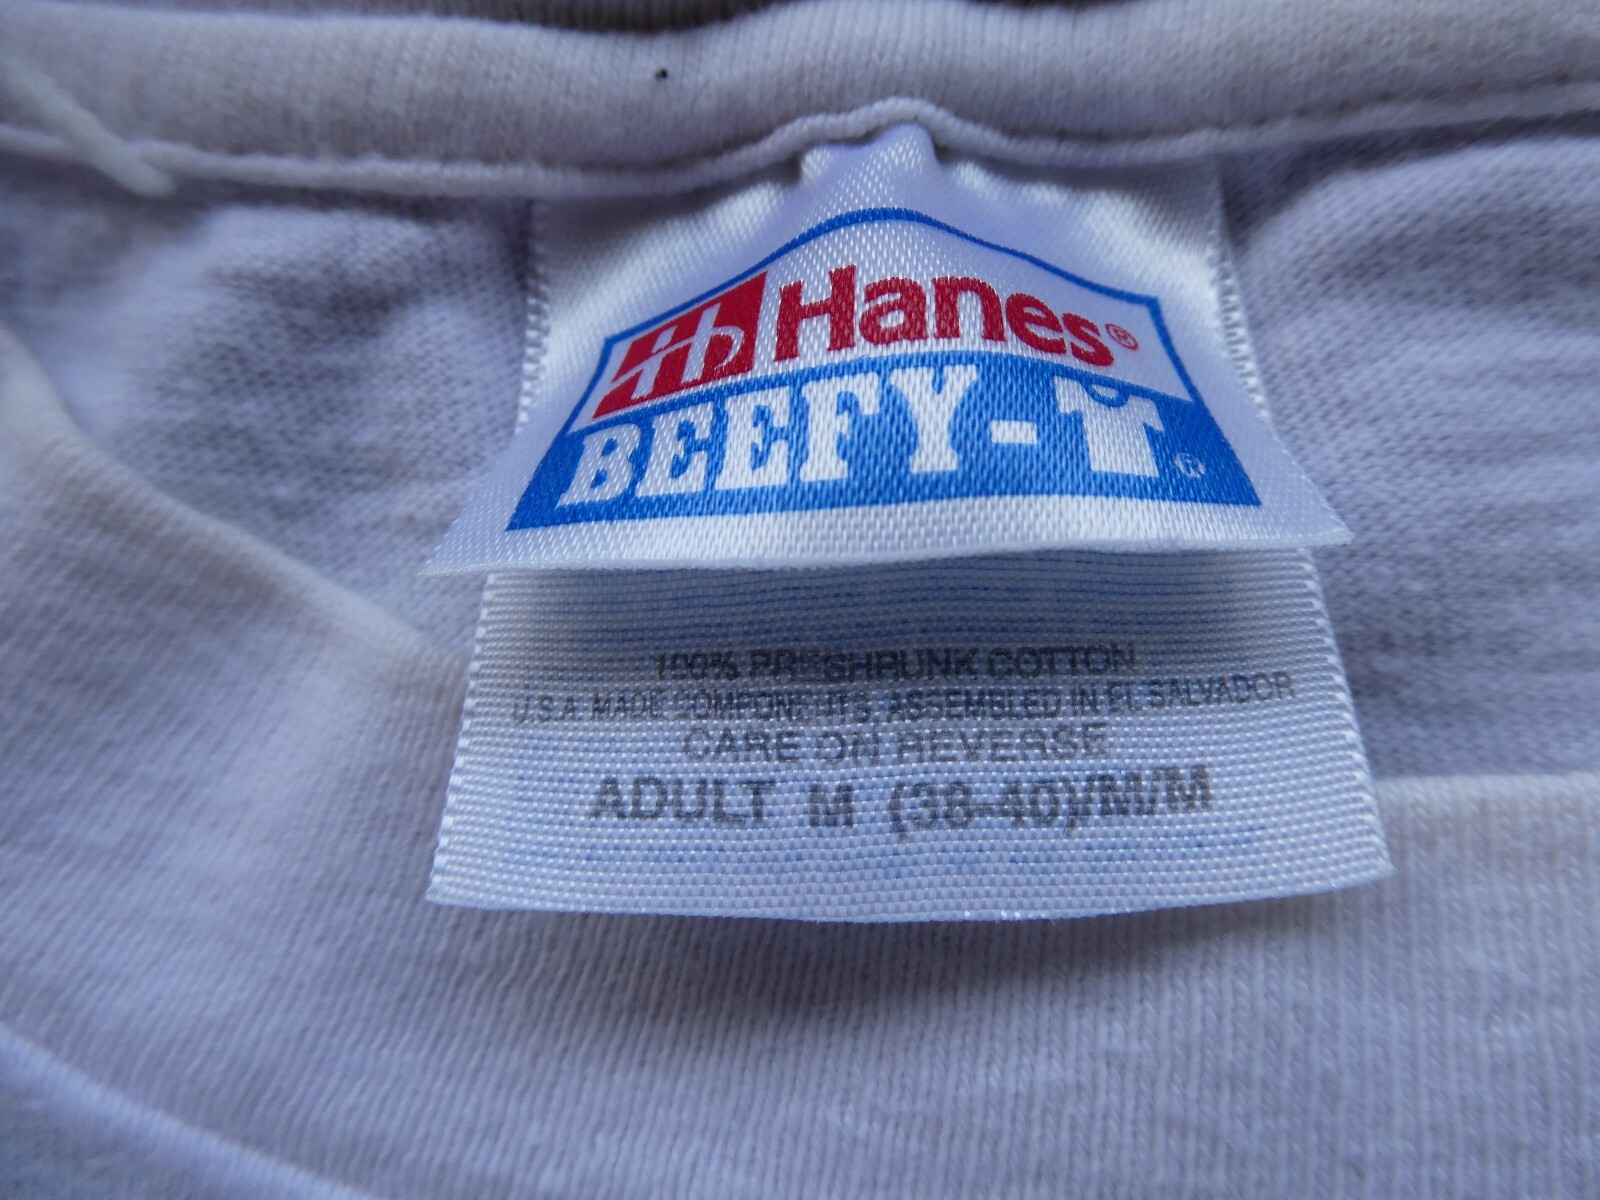 Hanes®
BEEFY-T®
100% PRESHRUNK COTTON
U.S.A. MADE COMPONENTS, ASSEMBLED IN EL SALVADOR
CARE ON REVERSE
ADULT M (38-40)/M/M